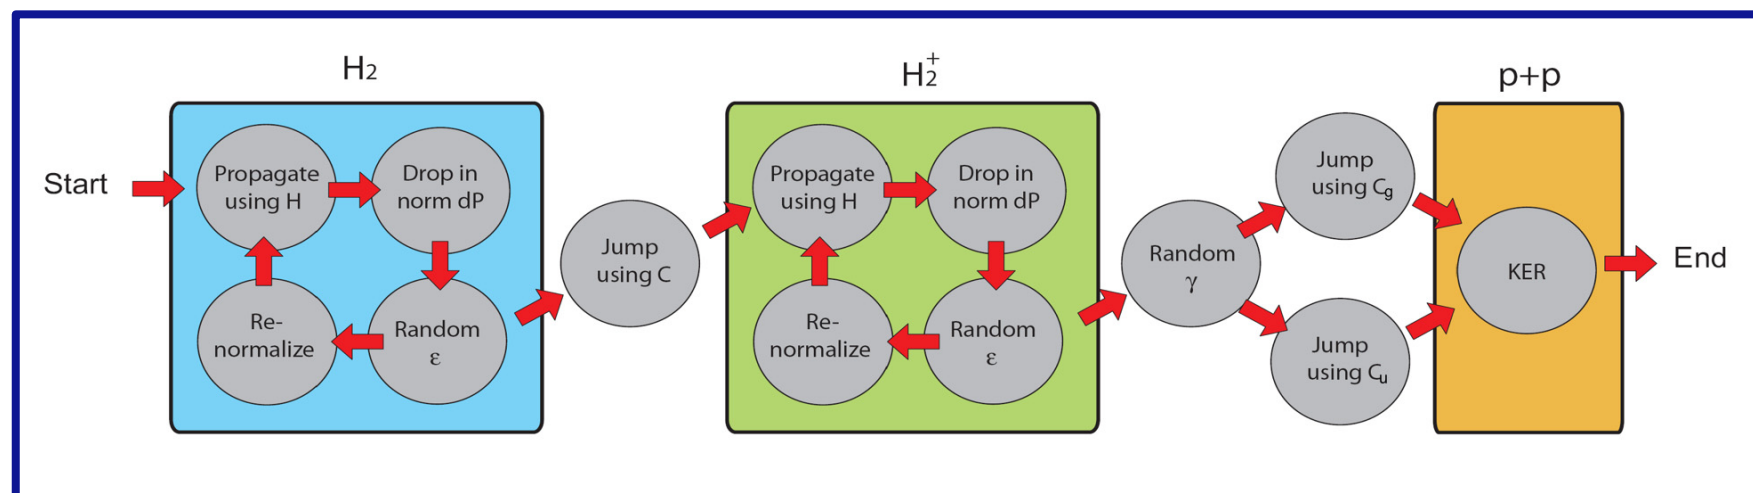 H₂
H₂⁺
p+p
Start
Propagate
using H
Drop in
norm dP
Re-
normalize
Random
ε
Jump
using C
Propagate
using H
Drop in
norm dP
Re-
normalize
Random
ε
Random
γ
Jump
using Cg
Jump
using Cu
KER
End